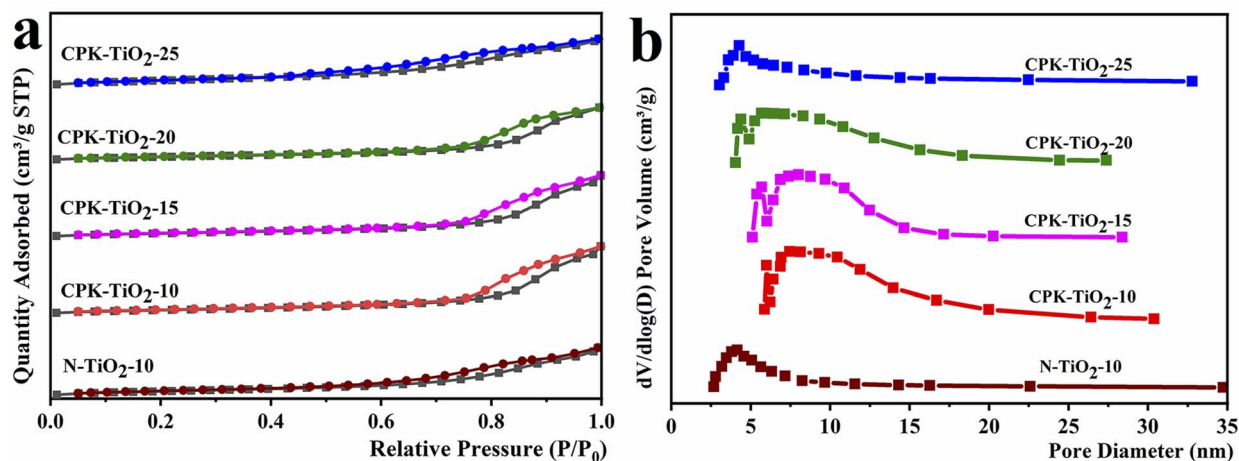 a
CPK-TiO₂-25
CPK-TiO₂-20
CPK-TiO₂-15
CPK-TiO₂-10
N-TiO₂-10
Quantity Adsorbed (cm³/g STP)
0.0 0.2 0.4 0.6 0.8 1.0
Relative Pressure (P/P₀)
b
CPK-TiO₂-25
CPK-TiO₂-20
CPK-TiO₂-15
CPK-TiO₂-10
N-TiO₂-10
dV/dlog(D) Pore Volume (cm³/g)
0 5 10 15 20 25 30 35
Pore Diameter (nm)